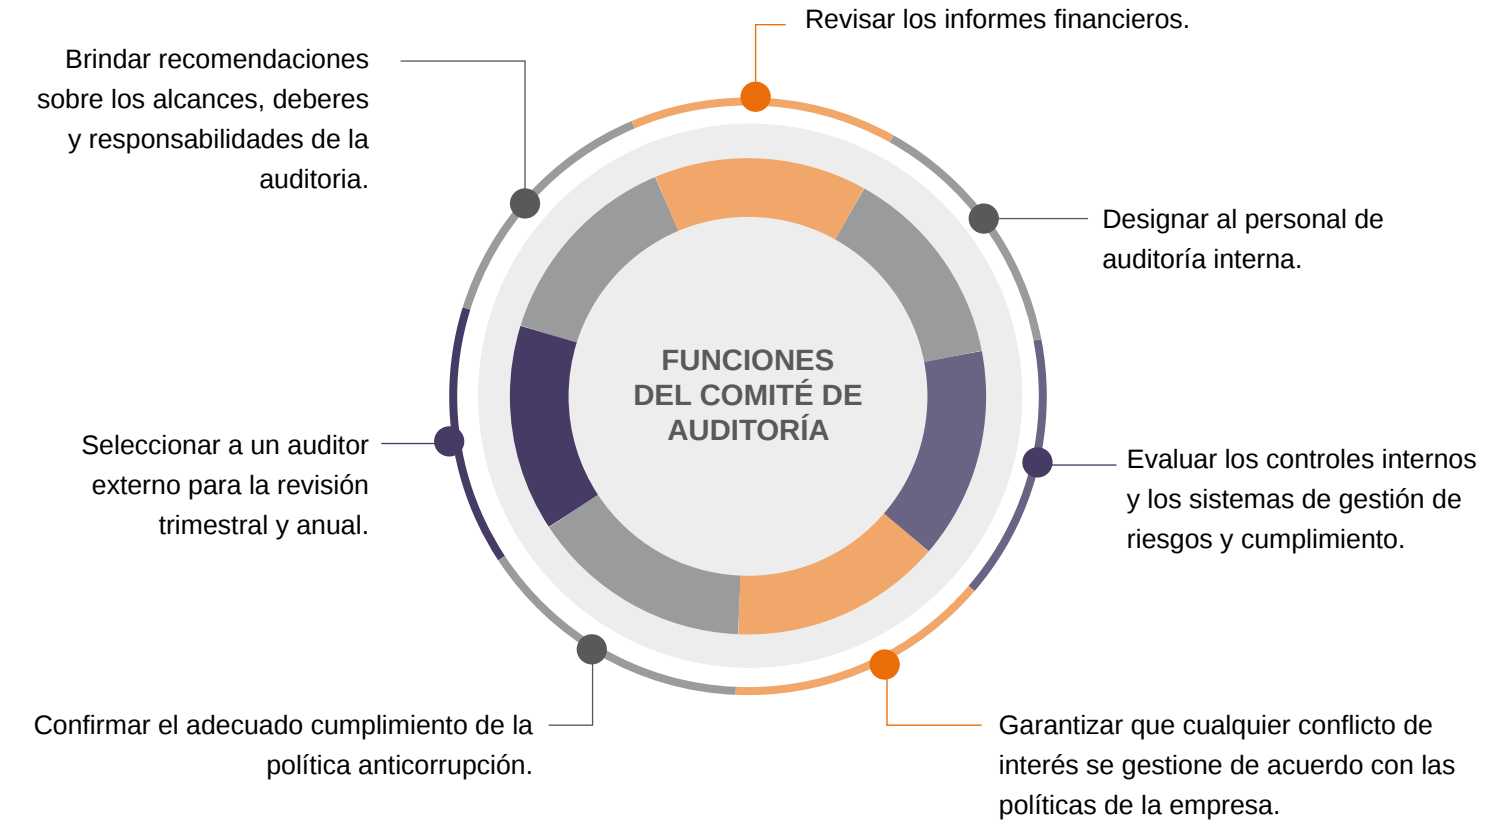 Revisar los informes financieros.
Brindar recomendaciones
sobre los alcances, deberes
y responsabilidades de la
auditoria.
Designar al personal de
auditoría interna.
FUNCIONES
DEL COMITÉ DE
AUDITORÍA
Seleccionar a un auditor
externo para la revisión
trimestral y anual.
Evaluar los controles internos
y los sistemas de gestión de
riesgos y cumplimiento.
Confirmar el adecuado cumplimiento de la
política anticorrupción.
Garantizar que cualquier conflicto de
interés se gestione de acuerdo con las
políticas de la empresa.